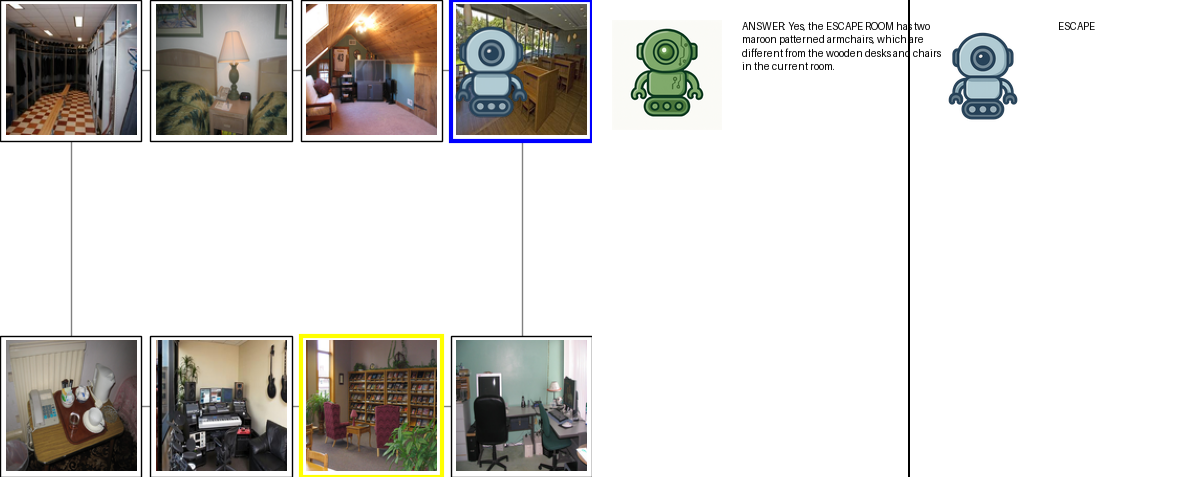 ANSWER: Yes, the ESCAPE ROOM has two
maroon patterned armchairs, which are
different from the wooden desks and chairs
in the current room.
ESCAPE